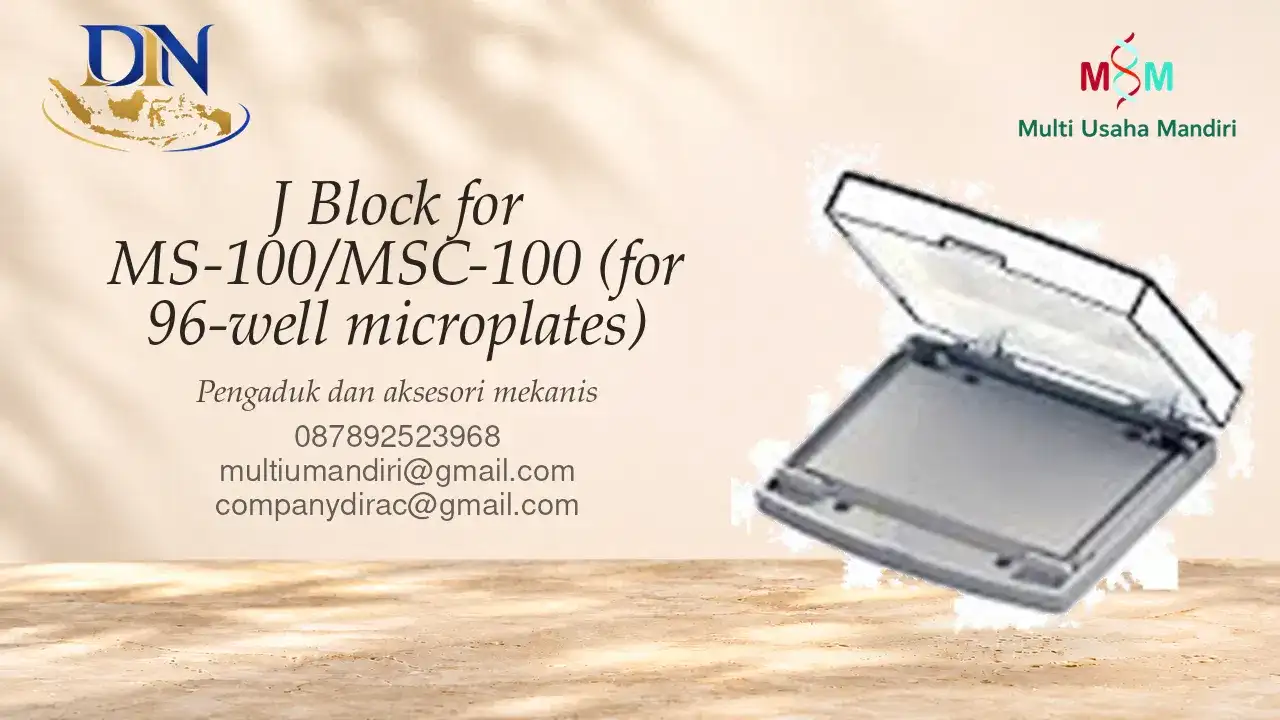 DN
M M
Multi Usaha Mandiri
J Block for
MS-100/MSC-100 (for
96-well microplates)
Pengaduk dan aksesori mekanis
087892523968
multiumandiri@gmail.com
companydirac@gmail.com